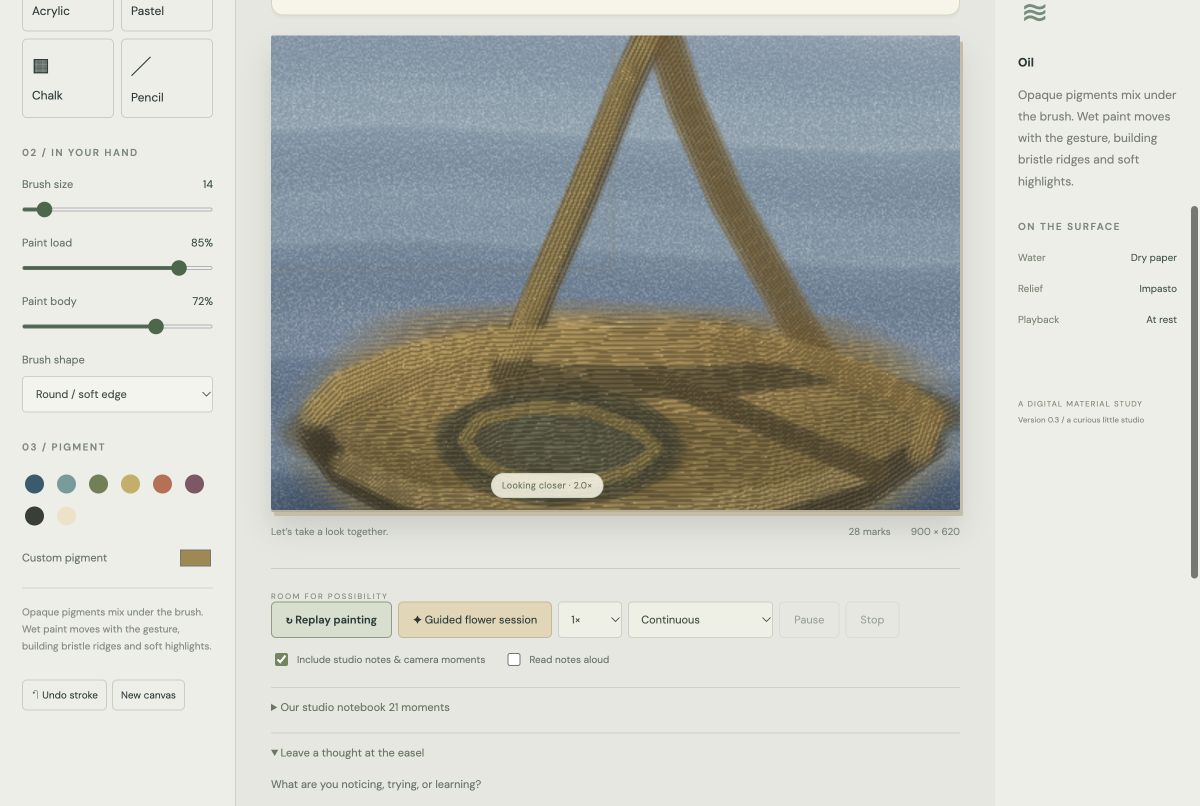 Acrylic
Pastel
Chalk
Pencil
02 / IN YOUR HAND
Brush size 14
Paint load 85%
Paint body 72%
Brush shape
Round / soft edge
03 / PIGMENT
Custom pigment
Opaque pigments mix under the brush.
Wet paint moves with the gesture,
building bristle ridges and soft highlights.
Undo stroke
New canvas
Looking closer · 2.0×
Let's take a look together.
28 marks 900 × 620
ROOM FOR POSSIBILITY
↻ Replay painting
✦ Guided flower session
1×
Continuous
Pause
Stop
Include studio notes & camera moments
Read notes aloud
Our studio notebook 21 moments
Leave a thought at the easel
What are you noticing, trying, or learning?
Oil
Opaque pigments mix under
the brush. Wet paint moves
with the gesture, building
bristle ridges and soft
highlights.
ON THE SURFACE
Water Dry paper
Relief Impasto
Playback At rest
A DIGITAL MATERIAL STUDY
Version 0.3 / a curious little studio